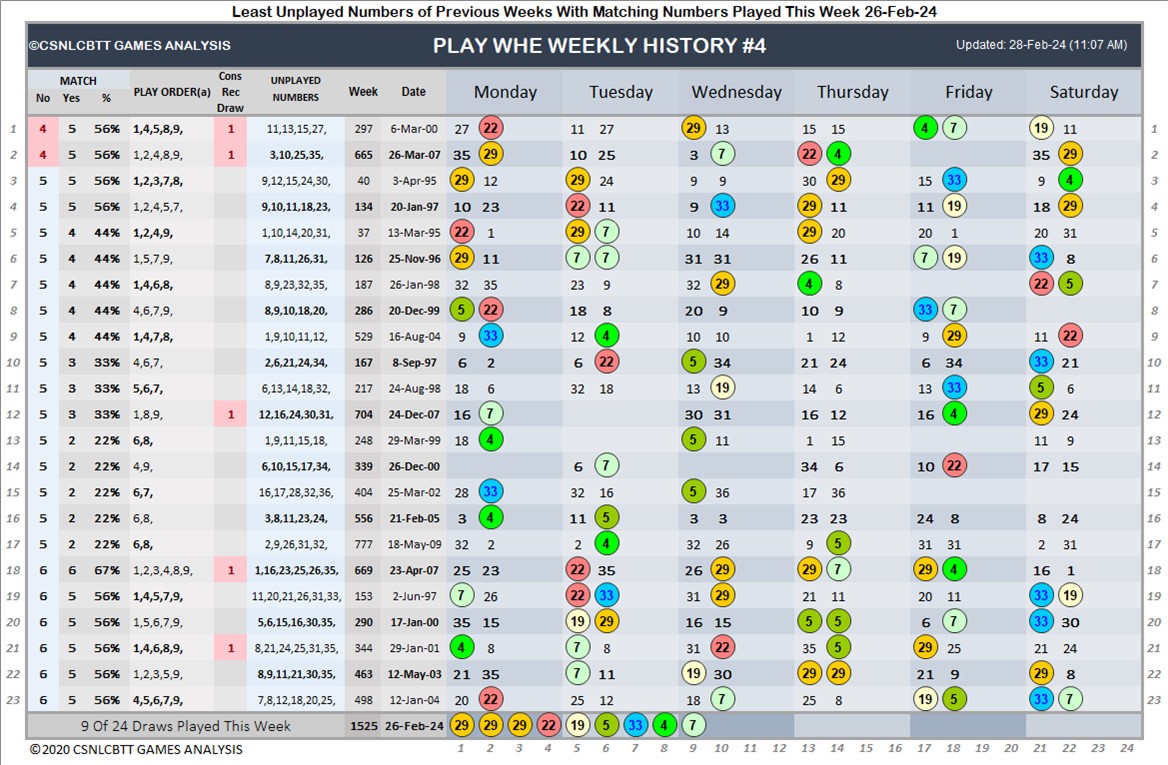 Least Unplayed Numbers of Previous Weeks With Matching Numbers Played This Week 26-Feb-24
©CSNLCBTT GAMES ANALYSIS PLAY WHE WEEKLY HISTORY #4 Updated: 28-Feb-24 (11:07 AM)
MATCH Cons UNPLAYED
No Yes % PLAY ORDER(a) Rec NUMBERS Week Date Monday Tuesday Wednesday Thursday Friday Saturday
Draw
1 4 5 56% 1,4,5,8,9, 1 11,13,15,27, 297 6-Mar-00 27 22 11 27 29 13 15 15 4 7 19 11 1
2 4 5 56% 1,2,4,8,9, 1 3,10,25,35, 665 26-Mar-07 35 29 10 25 3 7 22 4 35 29 2
3 5 5 56% 1,2,3,7,8, 9,12,15,24,30, 40 3-Apr-95 29 12 29 24 9 9 30 29 15 33 9 4 3
4 5 5 56% 1,2,4,5,7, 9,10,11,18,23, 134 20-Jan-97 10 23 22 11 9 33 29 11 11 19 18 29 4
5 5 4 44% 1,2,4,9, 1,10,14,20,31, 37 13-Mar-95 22 1 29 7 10 14 29 20 20 1 20 31 5
6 5 4 44% 1,5,7,9, 7,8,11,26,31, 126 25-Nov-96 29 11 7 7 31 31 26 11 7 19 33 8 6
7 5 4 44% 1,4,6,8, 8,9,23,32,35, 187 26-Jan-98 32 35 23 9 32 29 4 8 22 5 7
8 5 4 44% 4,6,7,9, 8,9,10,18,20, 286 20-Dec-99 5 22 18 8 20 9 10 9 33 7 8
9 5 4 44% 1,4,7,8, 1,9,10,11,12, 529 16-Aug-04 9 33 12 4 10 10 1 12 9 29 11 22 9
10 5 3 33% 4,6,7, 2,6,21,24,34, 167 8-Sep-97 6 2 6 22 5 34 21 24 6 34 33 21 10
11 5 3 33% 5,6,7, 6,13,14,18,32, 217 24-Aug-98 18 6 32 18 13 19 14 6 13 33 5 6 11
12 5 3 33% 1,8,9, 1 12,16,24,30,31, 704 24-Dec-07 16 7 30 31 16 12 16 4 29 24 12
13 5 2 22% 6,8, 1,9,11,15,18, 248 29-Mar-99 18 4 5 11 1 15 11 9 13
14 5 2 22% 4,9, 6,10,15,17,34, 339 26-Dec-00 6 7 34 6 10 22 17 15 14
15 5 2 22% 6,7, 16,17,28,32,36, 404 25-Mar-02 28 33 32 16 5 36 17 36 15
16 5 2 22% 6,8, 3,8,11,23,24, 556 21-Feb-05 3 4 11 5 3 3 23 23 24 8 8 24 16
17 5 2 22% 6,8, 2,9,26,31,32, 777 18-May-09 32 2 2 4 32 26 9 5 31 31 2 31 17
18 6 6 67% 1,2,3,4,8,9, 1 1,16,23,25,26,35, 669 23-Apr-07 25 23 22 35 26 29 29 7 29 4 16 1 18
19 6 5 56% 1,4,5,7,9, 11,20,21,26,31,33, 153 2-Jun-97 7 26 22 33 31 29 21 11 20 11 33 19 19
20 6 5 56% 1,5,6,7,9, 5,6,15,16,30,35, 290 17-Jan-00 35 15 19 29 16 15 5 5 6 7 33 30 20
21 6 5 56% 1,4,6,8,9, 1 8,21,24,25,31,35, 344 29-Jan-01 4 8 7 8 31 22 35 5 29 25 21 24 21
22 6 5 56% 1,2,3,5,9, 8,9,11,21,30,35, 463 12-May-03 21 35 7 11 19 30 29 29 21 9 29 8 22
23 6 5 56% 4,5,6,7,9, 7,8,12,18,20,25, 498 12-Jan-04 20 22 25 12 18 7 25 8 19 5 33 7 23
9 Of 24 Draws Played This Week 1525 26-Feb-24 29 29 29 22 19 5 33 4 7
© 2020 CSNLCBTT GAMES ANALYSIS 1 2 3 4 5 6 7 8 9 10 11 12 13 14 15 16 17 18 19 20 21 22 23 24